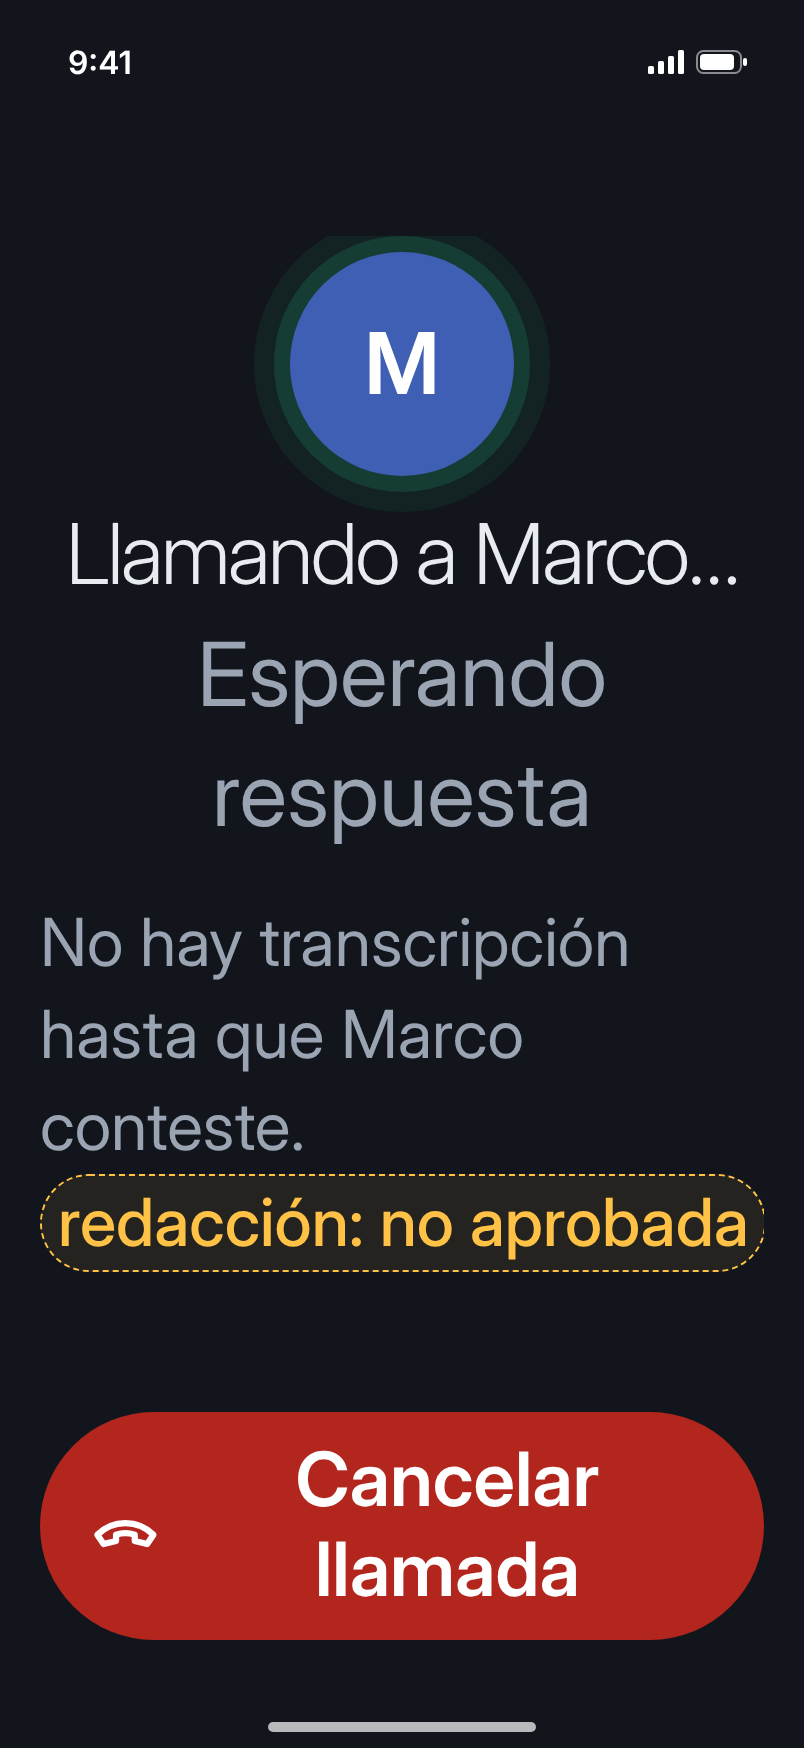 9:41
M
Llamando a Marco...
Esperando
respuesta
No hay transcripción
hasta que Marco
conteste.
redacción: no aprobada
Cancelar
llamada